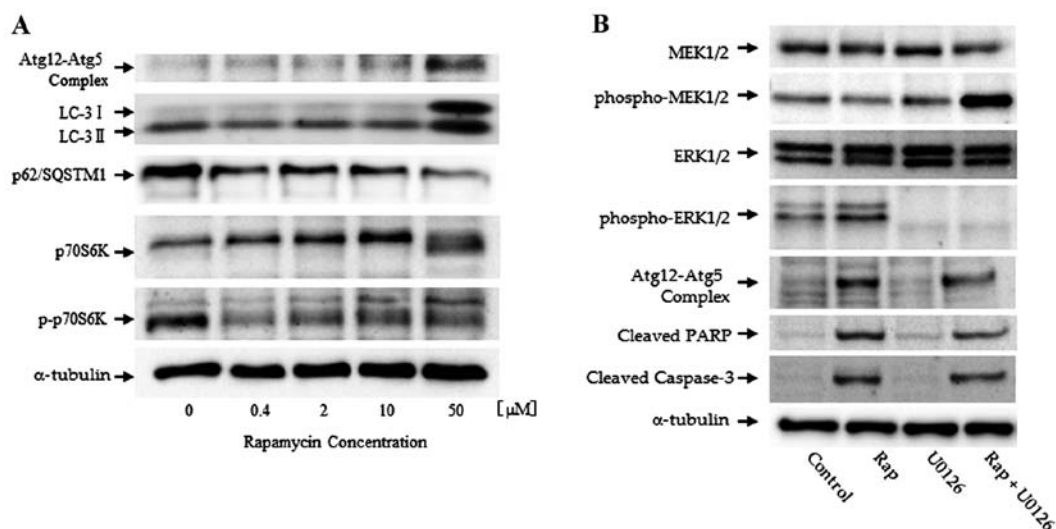 A
Atg12-Atg5
Complex
LC-3 I
LC-3 II
p62/SQSTM1
p70S6K
p-p70S6K
α-tubulin
0 0.4 2 10 50 [μM]
Rapamycin Concentration
B
MEK1/2
phospho-MEK1/2
ERK1/2
phospho-ERK1/2
Atg12-Atg5
Complex
Cleaved PARP
Cleaved Caspase-3
α-tubulin
Control
Rap
U0126
Rap + U0126